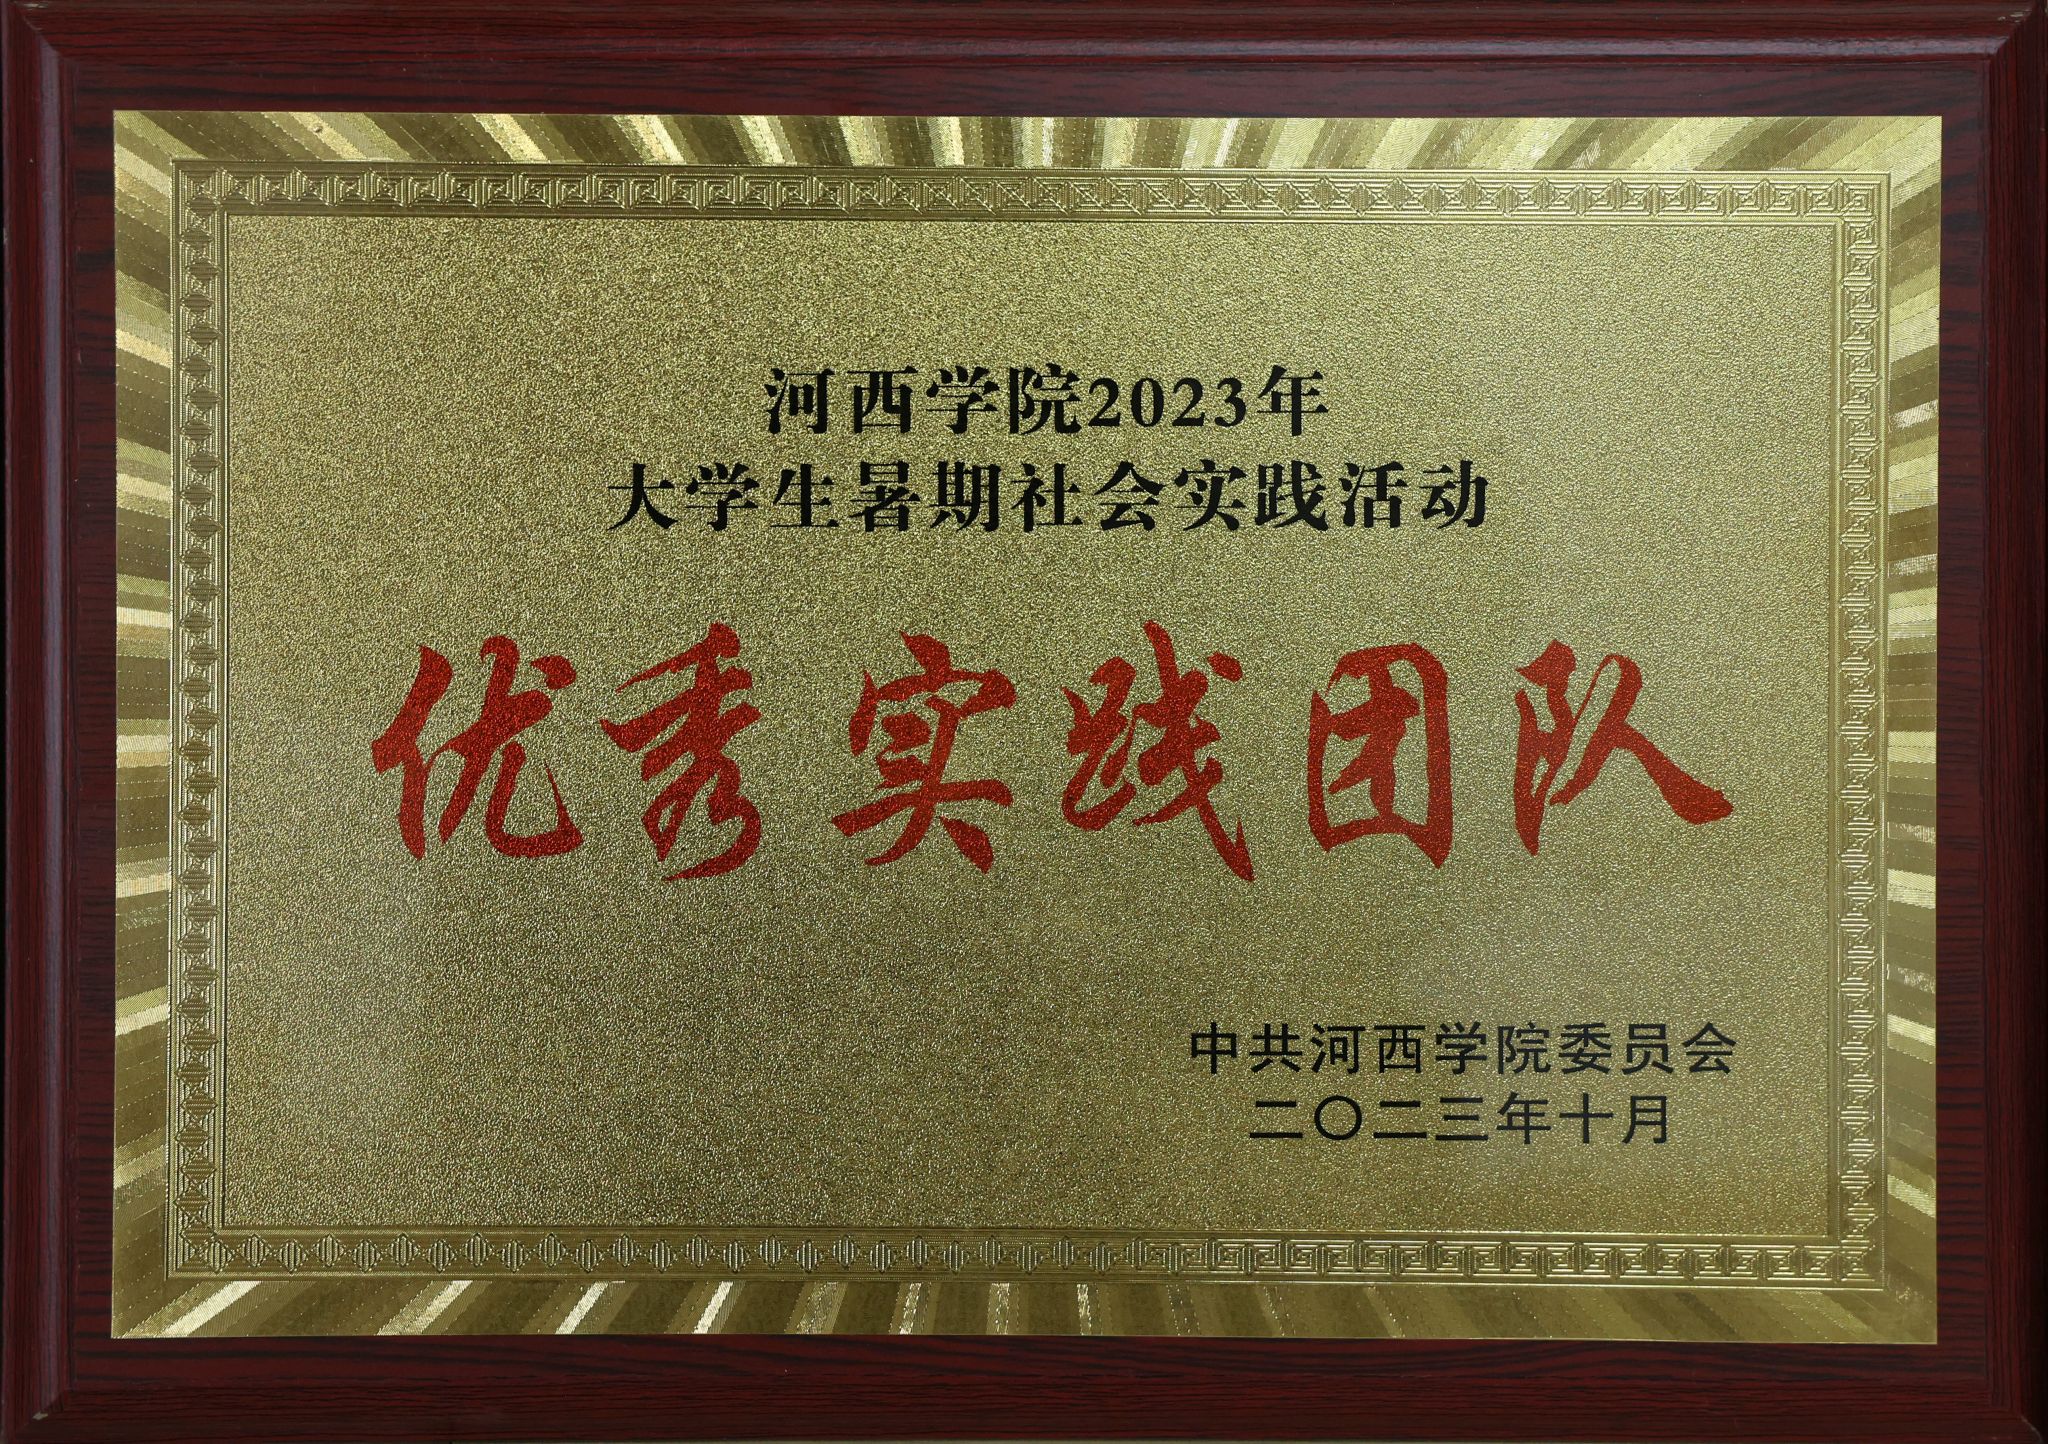 河西学院2023年
大学生暑期社会实践活动
优秀实践团队
中共河西学院委员会
二〇二三年十月